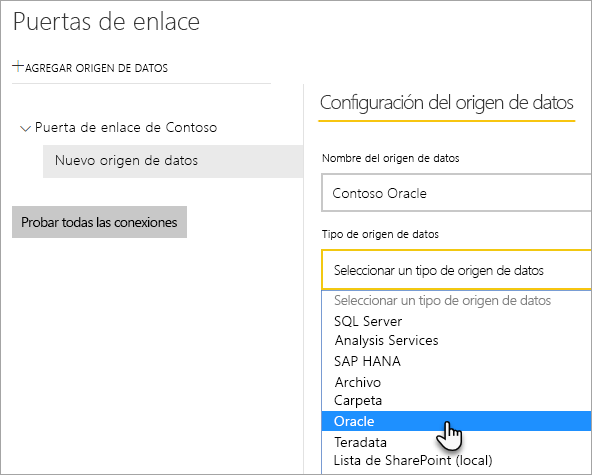 Puertas de enlace
+AGREGAR ORIGEN DE DATOS
Puerta de enlace de Contoso
Nuevo origen de datos
Probar todas las conexiones
Configuración del origen de datos
Nombre del origen de datos
Contoso Oracle
Tipo de origen de datos
Seleccionar un tipo de origen de datos
Seleccionar un tipo de origen de datos
SQL Server
Analysis Services
SAP HANA
Archivo
Carpeta
Oracle
Teradata
Lista de SharePoint (local)